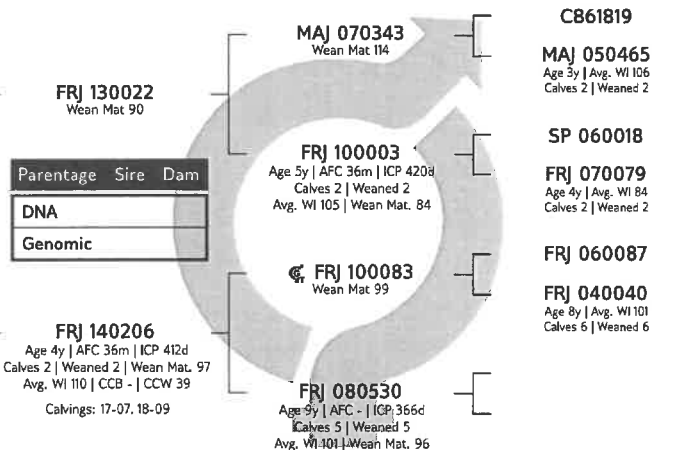 FRJ 130022
Wean Mat 90
Parentage Sire Dam
DNA
Genomic
FRJ 140206
Age 4y | AFC 36m | ICP 412d
Calves 2 | Weaned 2 | Wean Mat. 97
Avg. WI 110 | CCB - | CCW 39
Calvings: 17-07. 18-09
MAJ 070343
Wean Mat 114
FRJ 100003
Age 5y | AFC 36m | ICP 420d
Calves 2 | Weaned 2
Avg. WI 105 | Wean Mat. 84
FRJ 100083
Wean Mat 99
FRJ 080530
Age 9y | AFC - | ICP 366d
Calves 5 | Weaned 5
Avg. WI 101 | Wean Mat. 96
C861819
MAJ 050465
Age 3y | Avg. WI 106
Calves 2 | Weaned 2
SP 060018
FRJ 070079
Age 4y | Avg. WI 84
Calves 2 | Weaned 2
FRJ 060087
FRJ 040040
Age 8y | Avg. WI 101
Calves 6 | Weaned 6